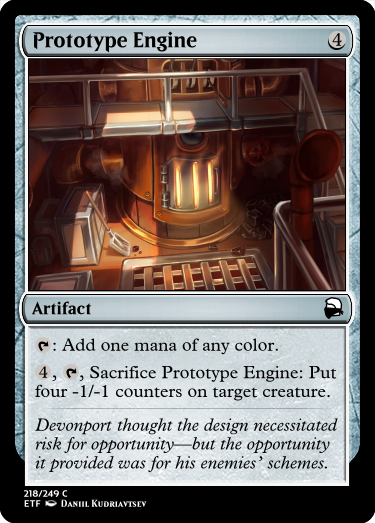 Prototype Engine 4
Artifact
: Add one mana of any color.
4, , Sacrifice Prototype Engine: Put
four -1/-1 counters on target creature.
Devonport thought the design necessitated
risk for opportunity—but the opportunity
it provided was for his enemies' schemes.
218/249 C
ETF Daniil Kudriavtsev